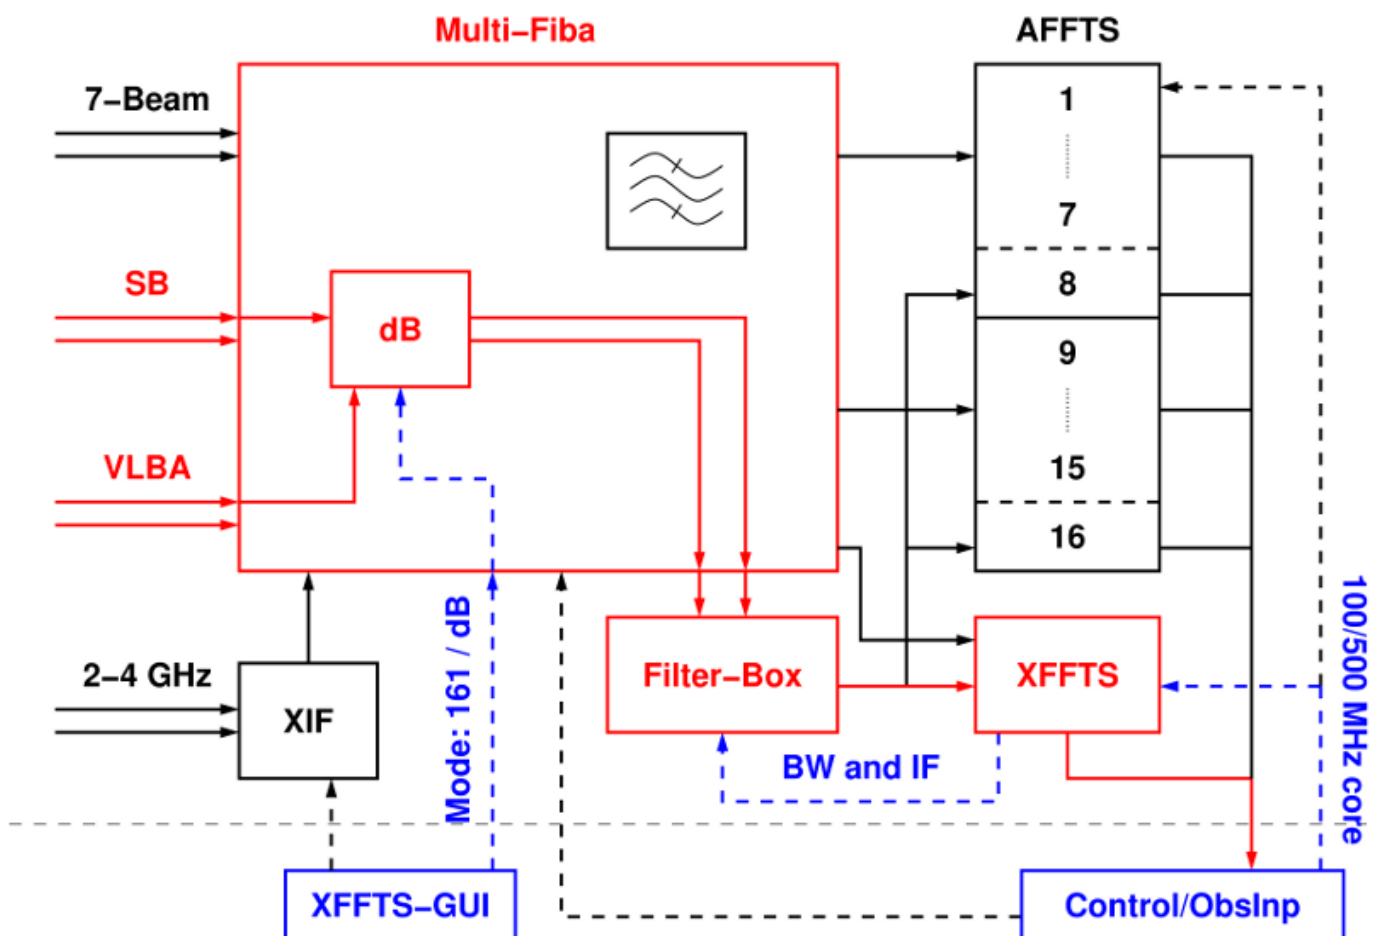 Multi–Fiba
AFFTS
7–Beam
1
7
SB
8
dB
9
VLBA
15
16
2–4 GHz
XIF
Mode: 161 / dB
Filter–Box
XFFTS
BW and IF
100/500 MHz core
XFFTS–GUI
Control/ObsInp